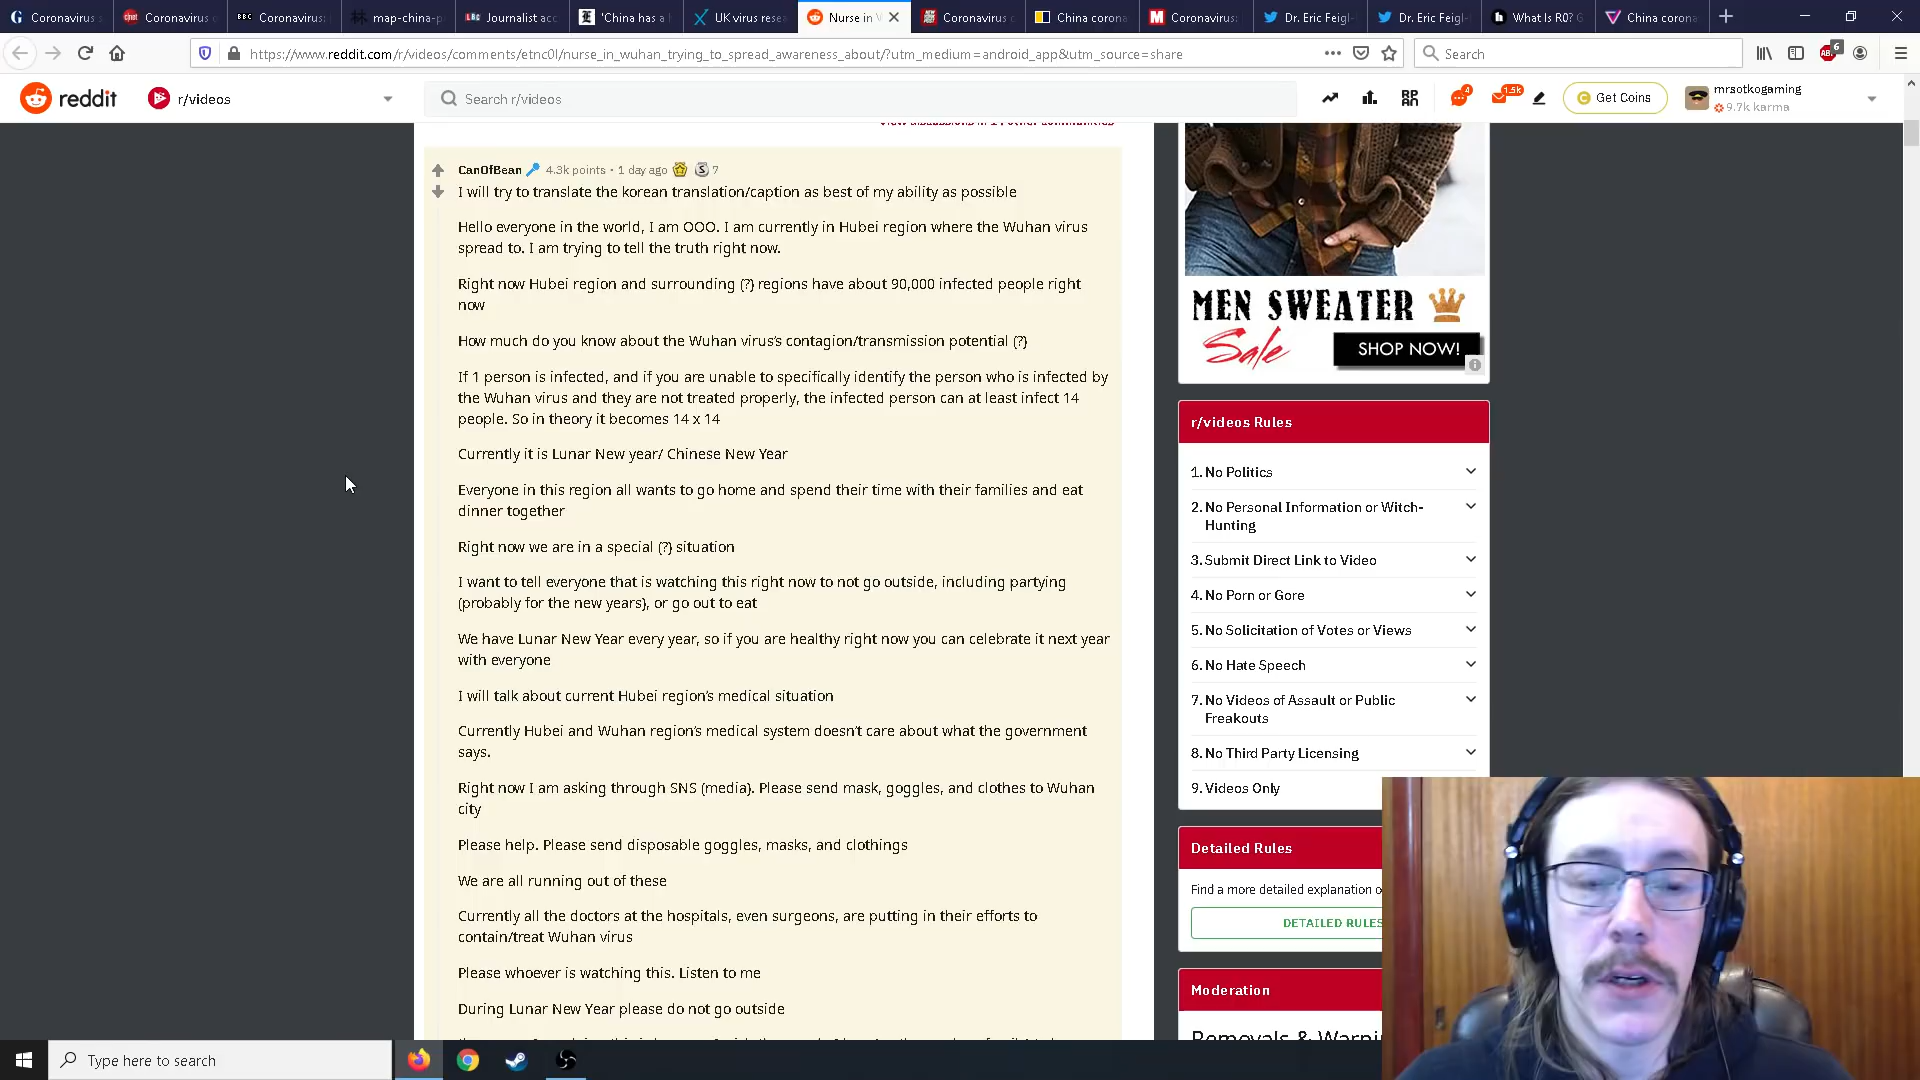 Coronavirus s
Coronavirus o
BBC Coronavirus:
map-china-p
LBC Journalist acc
'China has a h
UK virus rese
Nurse in W
Coronavirus c
China corona
M Coronavirus:
Dr. Eric Feigl-
Dr. Eric Feigl-
What Is R0? G
China corona
https://www.reddit.com/r/videos/comments/etnc0l/nurse_in_wuhan_trying_to_spread_awareness_about/?utm_medium=android_app&utm_source=share
Search
6
reddit
r/videos
Search r/videos
4
1.5k
Get Coins
mrsotkogaming
9.7k karma
CanOfBean 4.3k points · 1 day ago S 7
I will try to translate the korean translation/caption as best of my ability as possible
Hello everyone in the world, I am OOO. I am currently in Hubei region where the Wuhan virus
spread to. I am trying to tell the truth right now.
Right now Hubei region and surrounding (?) regions have about 90,000 infected people right
now
How much do you know about the Wuhan virus's contagion/transmission potential (?)
If 1 person is infected, and if you are unable to specifically identify the person who is infected by
the Wuhan virus and they are not treated properly, the infected person can at least infect 14
people. So in theory it becomes 14 x 14
Currently it is Lunar New year/ Chinese New Year
Everyone in this region all wants to go home and spend their time with their families and eat
dinner together
Right now we are in a special (?) situation
I want to tell everyone that is watching this right now to not go outside, including partying
(probably for the new years), or go out to eat
We have Lunar New Year every year, so if you are healthy right now you can celebrate it next year
with everyone
I will talk about current Hubei region's medical situation
Currently Hubei and Wuhan region's medical system doesn't care about what the government
says.
Right now I am asking through SNS (media). Please send mask, goggles, and clothes to Wuhan
city
Please help. Please send disposable goggles, masks, and clothings
We are all running out of these
Currently all the doctors at the hospitals, even surgeons, are putting in their efforts to
contain/treat Wuhan virus
Please whoever is watching this. Listen to me
During Lunar New Year please do not go outside
MEN SWEATER
Sale
SHOP NOW!
r/videos Rules
1. No Politics
2. No Personal Information or Witch-
Hunting
3. Submit Direct Link to Video
4. No Porn or Gore
5. No Solicitation of Votes or Views
6. No Hate Speech
7. No Videos of Assault or Public
Freakouts
8. No Third Party Licensing
9. Videos Only
Detailed Rules
Find a more detailed explanation o
DETAILED RULES
Moderation
Removals & Warni
Type here to search